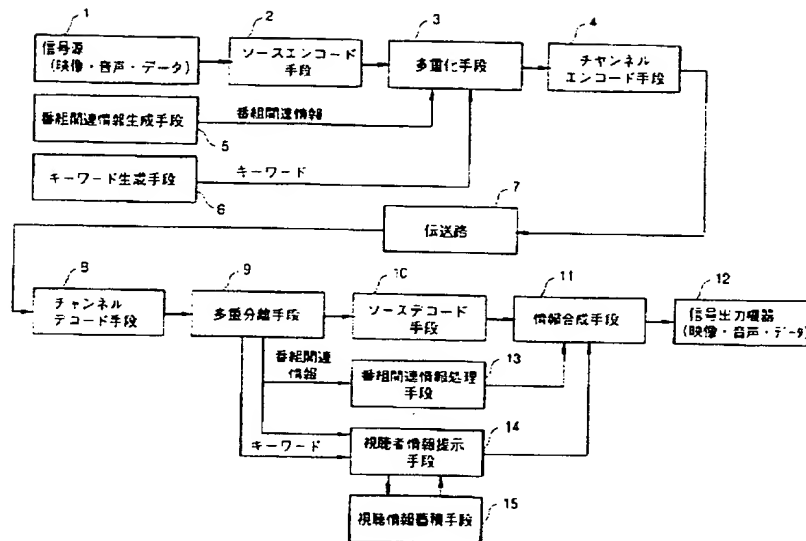 1
信号源
(映像・音声・データ)
2
ソースエンコード
手段
3
多重化手段
4
チャンネル
エンコード手段
番組関連情報生成手段
5
番組関連情報
キーワード生成手段
6
キーワード
7
伝送路
8
チャンネル
デコード手段
9
多重分離手段
10
ソースデコード
手段
11
情報合成手段
12
信号出力機器
(映像・音声・データ)
番組関連
情報
13
番組関連情報処理
手段
キーワード
14
視聴者情報提示
手段
15
視聴情報蓄積手段